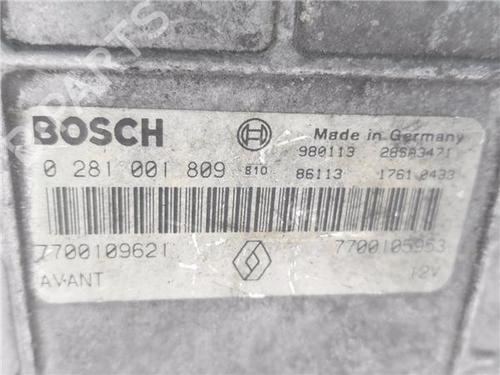 BOSCH
Made in Germany
980113 28SA3471
0 281 001 809 810 86113 1761 0433
7700109621 7700105953
AVANT 12V